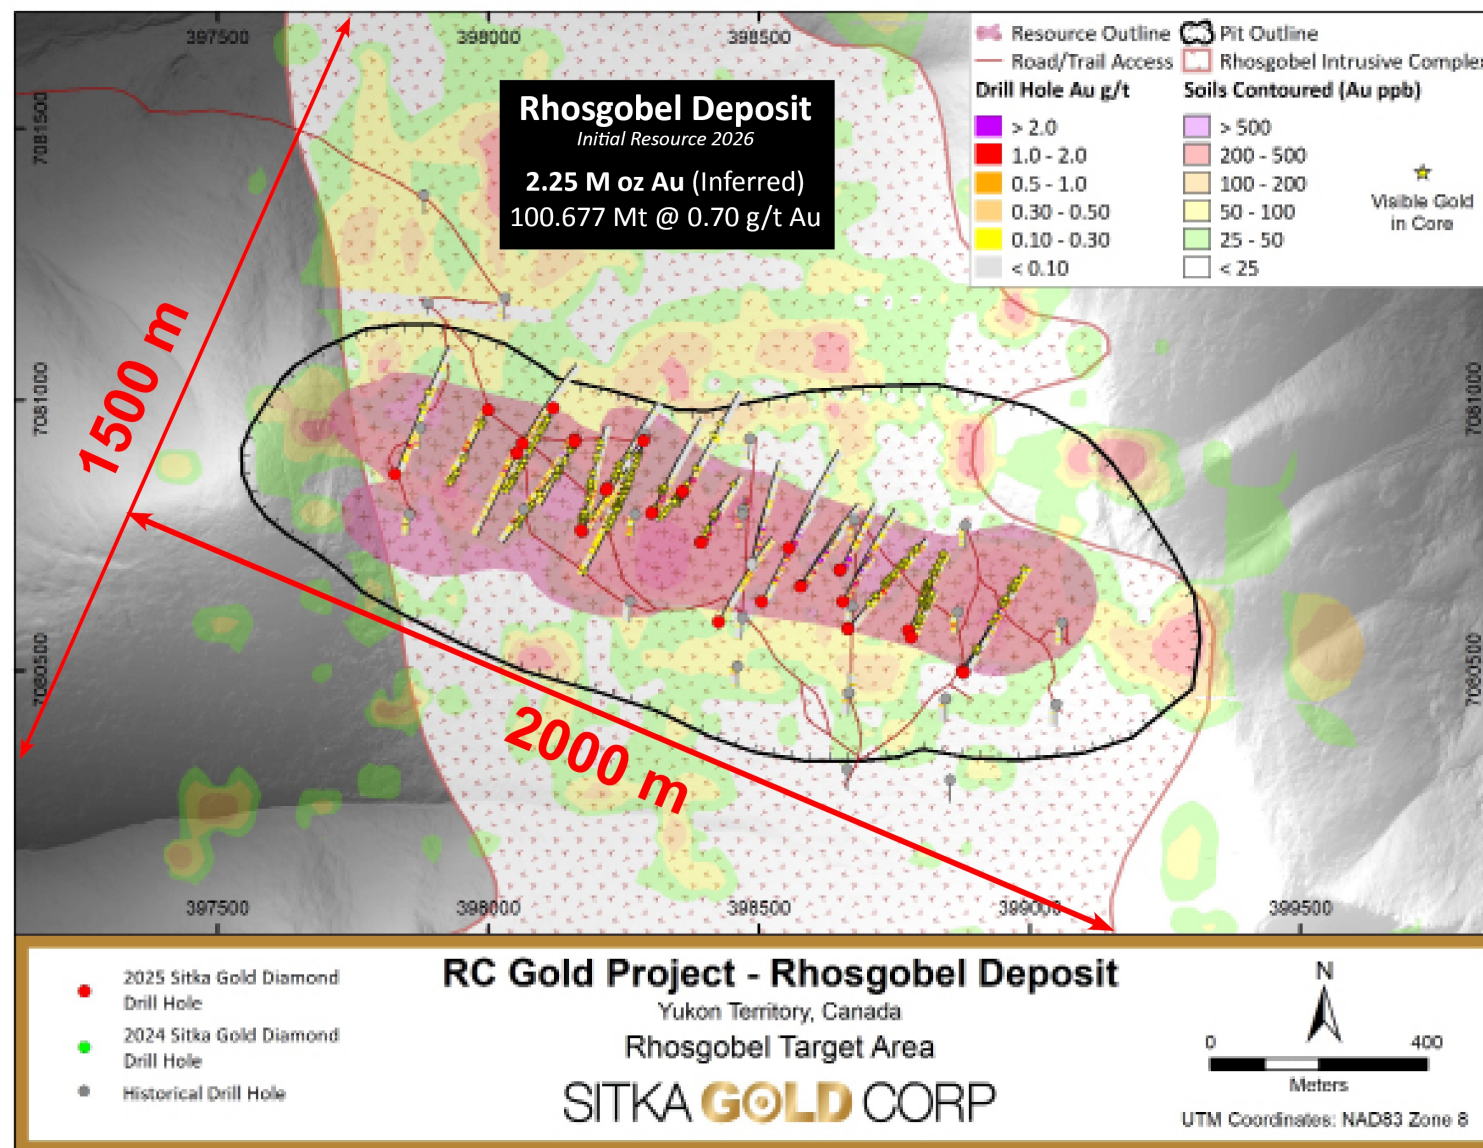 397500
398000
398500
7081500
7081000
7080500
7081000
7080500
Rhosgobel Deposit
Initial Resource 2026
2.25 M oz Au (Inferred)
100.677 Mt @ 0.70 g/t Au
Resource Outline
Pit Outline
Road/Trail Access
Rhosgobel Intrusive Complex
Drill Hole Au g/t
> 2.0
1.0 - 2.0
0.5 - 1.0
0.30 - 0.50
0.10 - 0.30
< 0.10
Soils Contoured (Au ppb)
> 500
200 - 500
100 - 200
50 - 100
25 - 50
< 25
Visible Gold
in Core
1500 m
2000 m
397500
398000
398500
399000
399500
2025 Sitka Gold Diamond
Drill Hole
2024 Sitka Gold Diamond
Drill Hole
Historical Drill Hole
RC Gold Project - Rhosgobel Deposit
Yukon Territory, Canada
Rhosgobel Target Area
SITKA GOLD CORP
N
0 400
Meters
UTM Coordinates: NAD83 Zone 8